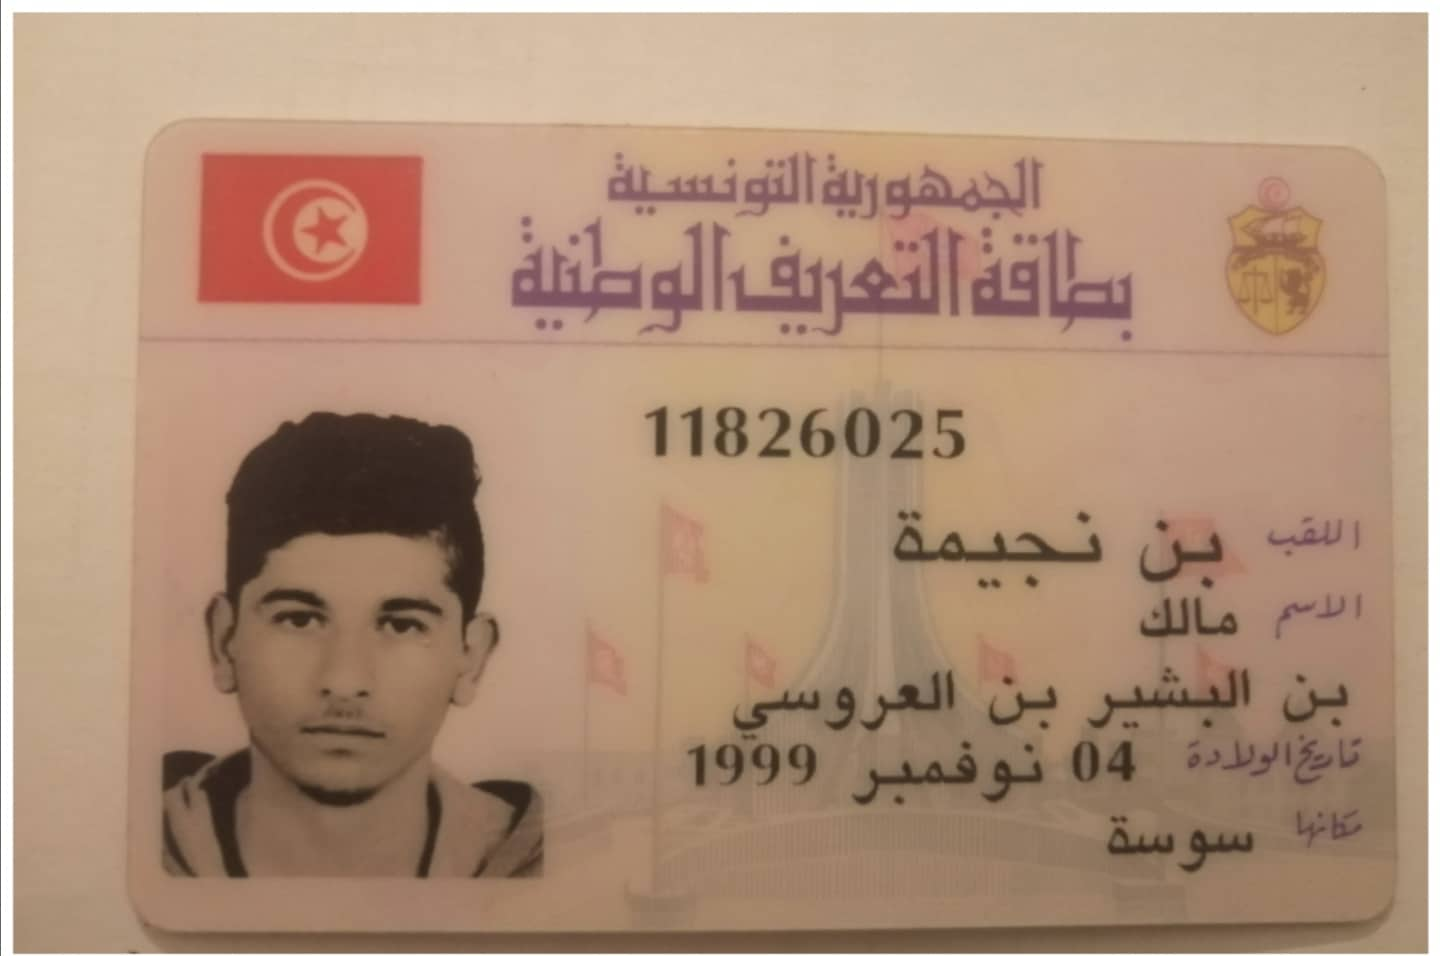 الجمهورية التونسية
بطاقة التعريف الوطنية
11826025
اللقب بن نجيمة
الاسم مالك
بن البشير بن العروسي
تاريخ الولادة 04 نوفمبر 1999
مكانها سوسة